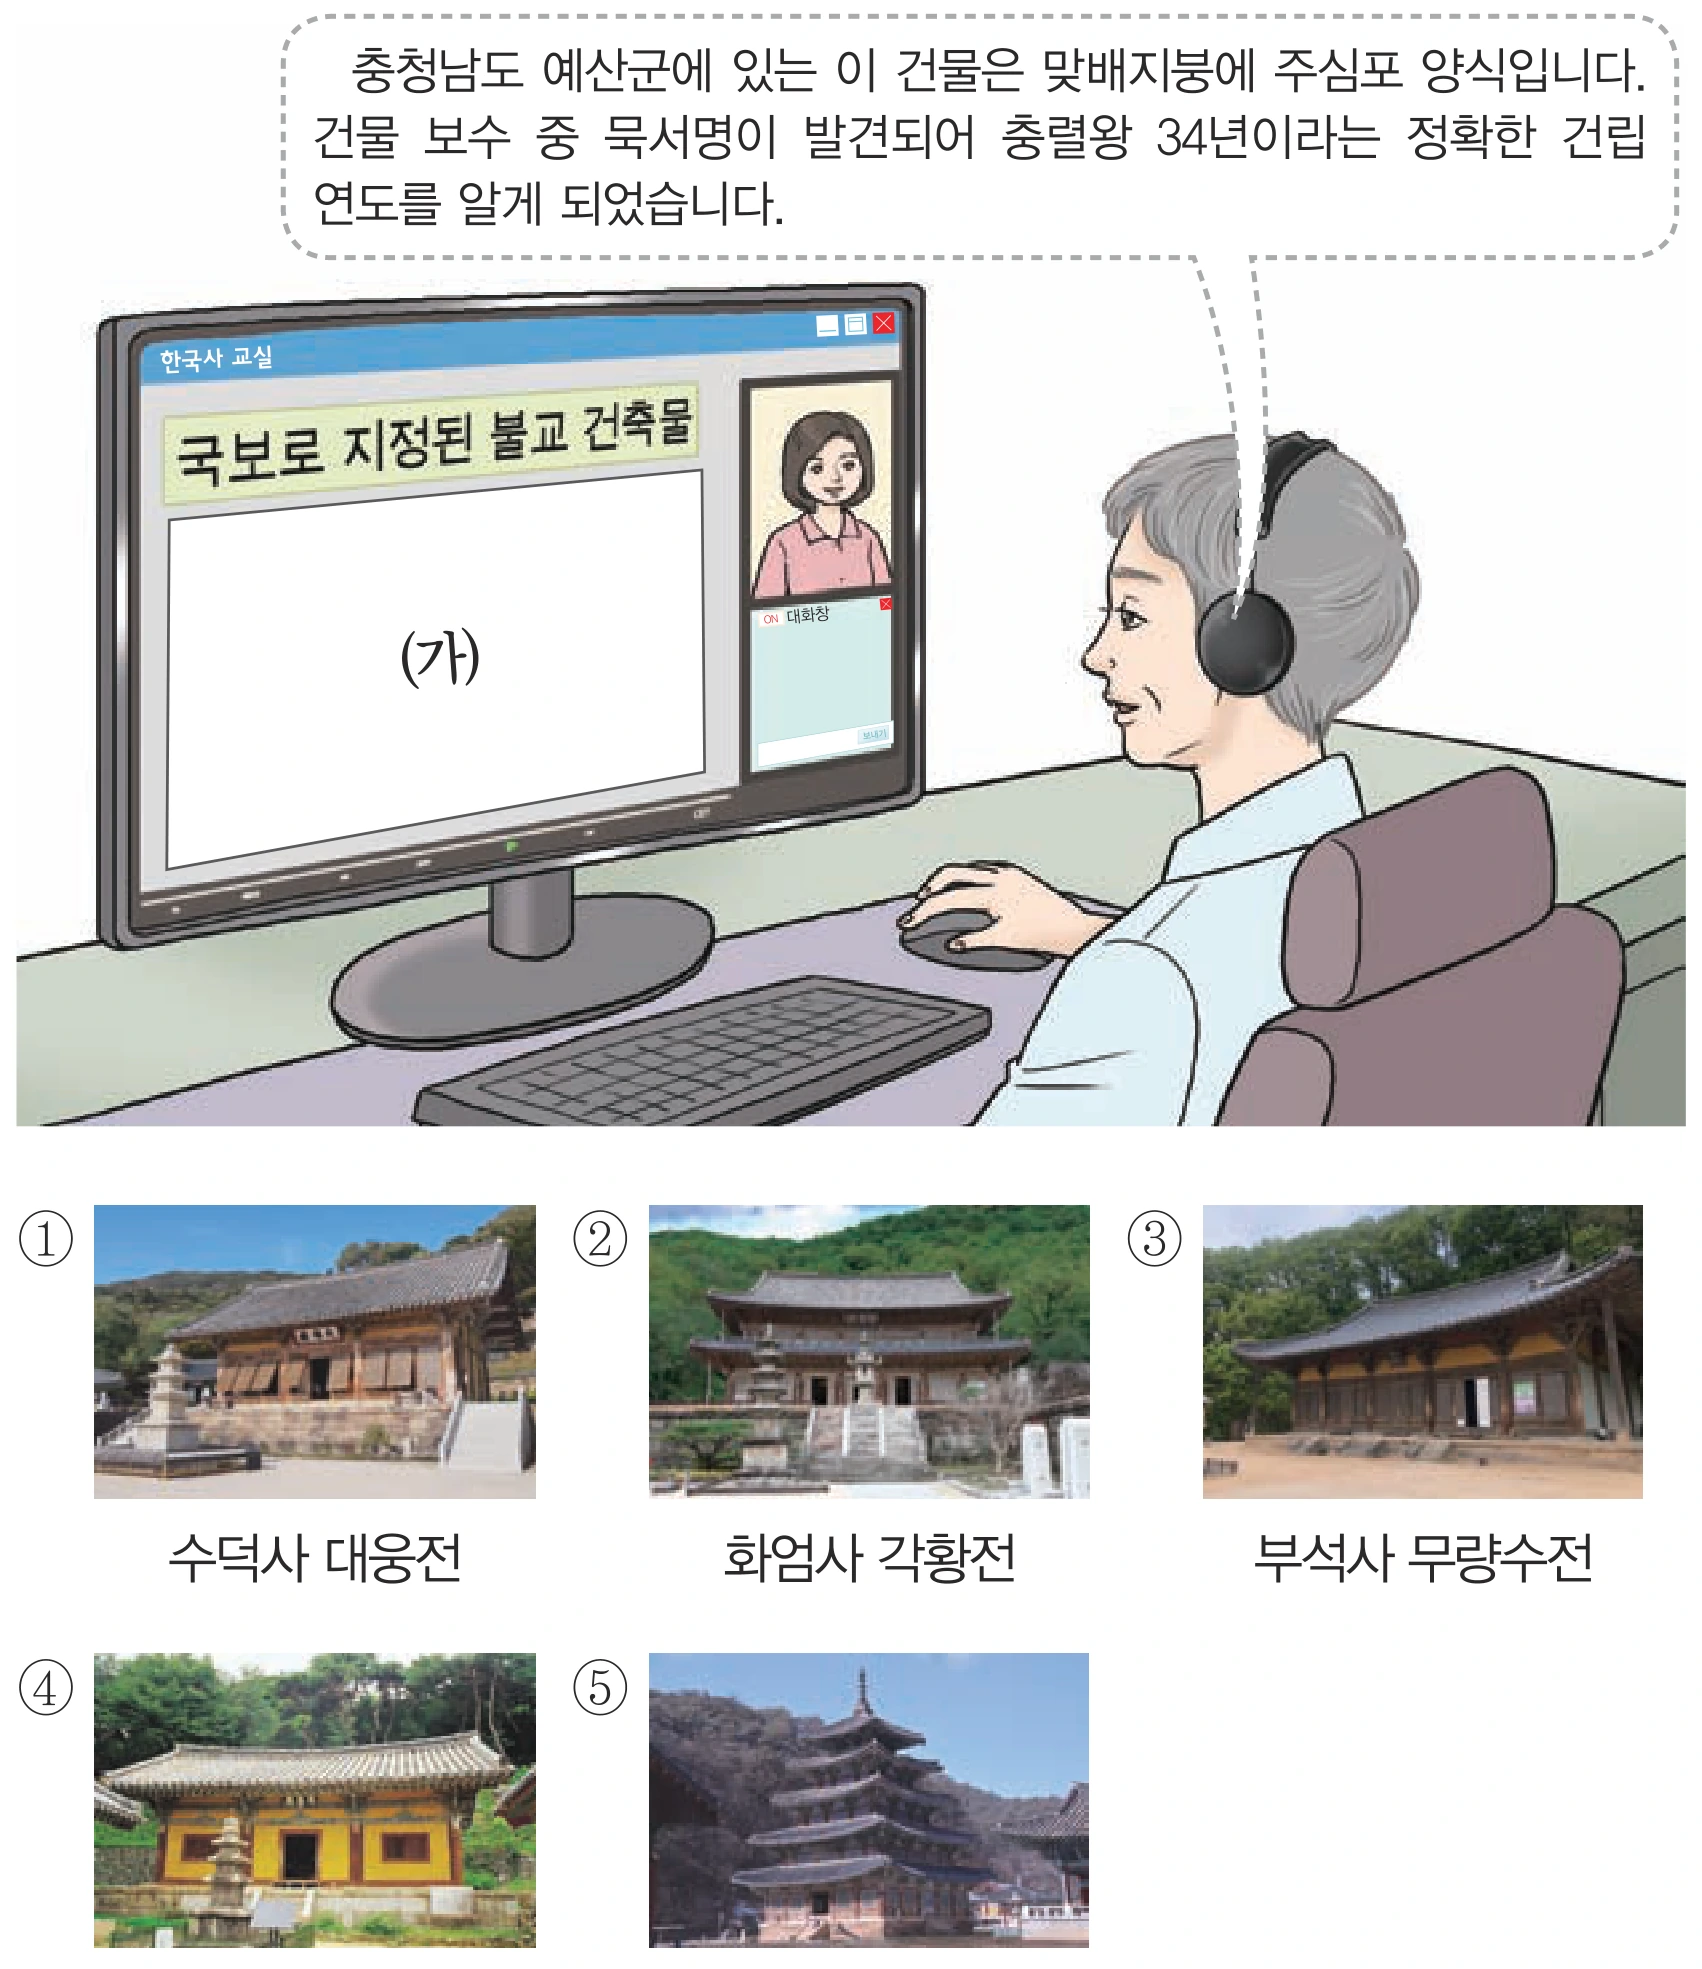 충청남도 예산군에 있는 이 건물은 맞배지붕에 주심포 양식입니다.
건물 보수 중 묵서명이 발견되어 충렬왕 34년이라는 정확한 건립
연도를 알게 되었습니다.
한국사 교실
국보로 지정된 불교 건축물
(가)
ON 대화창
보내기
①
②
③
수덕사 대웅전
화엄사 각황전
부석사 무량수전
④
⑤